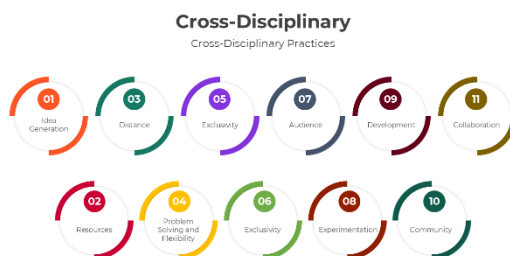 Cross-Disciplinary
Cross-Disciplinary Practices
01
Idea
Generation
03
Distance
05
Exclusivity
07
Audience
09
Development
11
Collaboration
02
Resources
04
Problem
Solving and
Flexibility
06
Exclusivity
08
Experimentation
10
Community